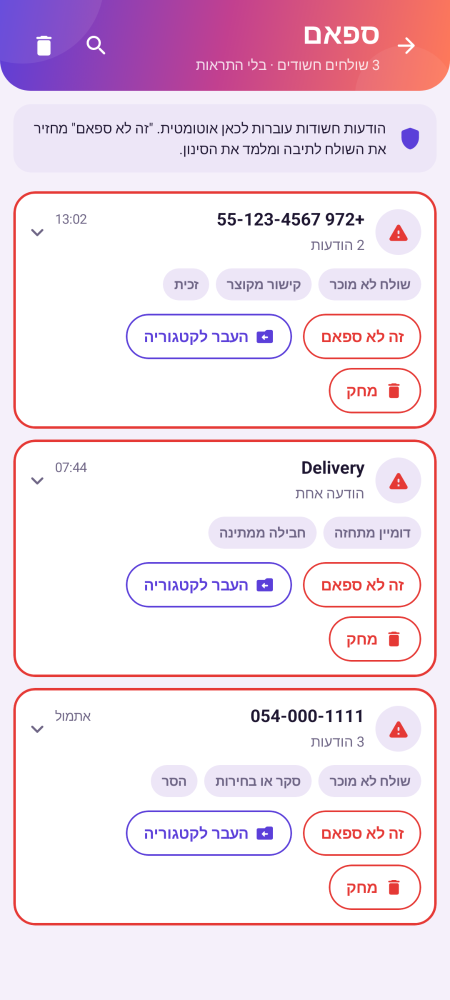 ספאם
3 שולחים חשודים · בלי התראות
הודעות חשודות עוברות לכאן אוטומטית. "זה לא ספאם" מחזיר
את השולח לתיבה ומלמד את הסינון.
55-123-4567 972+
13:02
2 הודעות
שולח לא מוכר
קישור מקוצר
זכית
זה לא ספאם
העבר לקטגוריה
מחק
Delivery
07:44
הודעה אחת
דומיין מתחזה
חבילה ממתינה
זה לא ספאם
העבר לקטגוריה
מחק
054-000-1111
אתמול
3 הודעות
שולח לא מוכר
סקר או בחירות
הסר
זה לא ספאם
העבר לקטגוריה
מחק